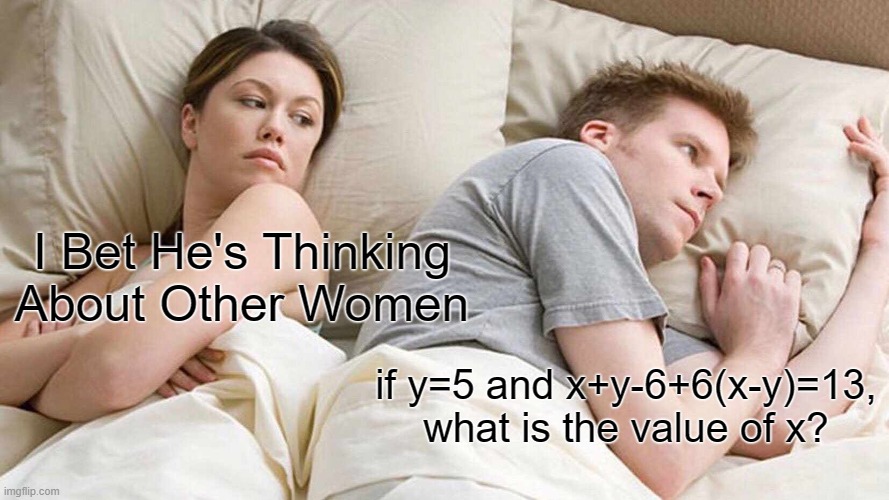 I Bet He's Thinking
About Other Women
if y=5 and x+y-6+6(x-y)=13,
what is the value of x?
imgflip.com